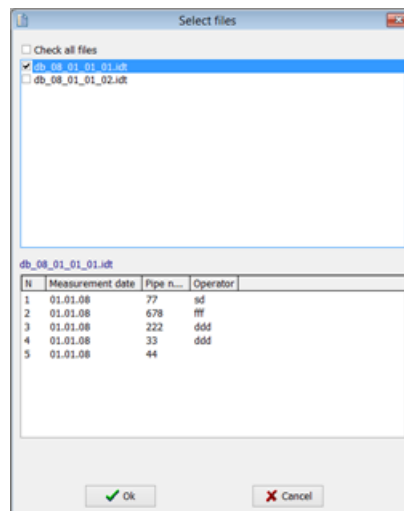 Select files
Check all files
db_08_01_01_01.idt
db_08_01_01_02.idt
db_08_01_01_01.idt
N Measurement date Pipe n... Operator
1 01.01.08 77 sd
2 01.01.08 678 fff
3 01.01.08 222 ddd
4 01.01.08 33 ddd
5 01.01.08 44
Ok Cancel